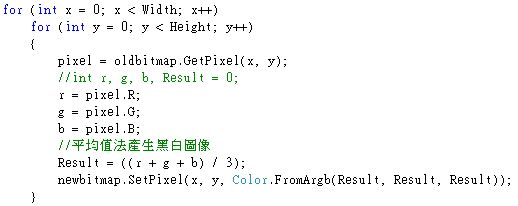 for (int x = 0; x < Width; x++)
for (int y = 0; y < Height; y++)
{
pixel = oldbitmap.GetPixel(x, y);
//int r, g, b, Result = 0;
r = pixel.R;
g = pixel.G;
b = pixel.B;
//平均值法產生黑白圖像
Result = ((r + g + b) / 3);
newbitmap.SetPixel(x, y, Color.FromArgb(Result, Result, Result));
}